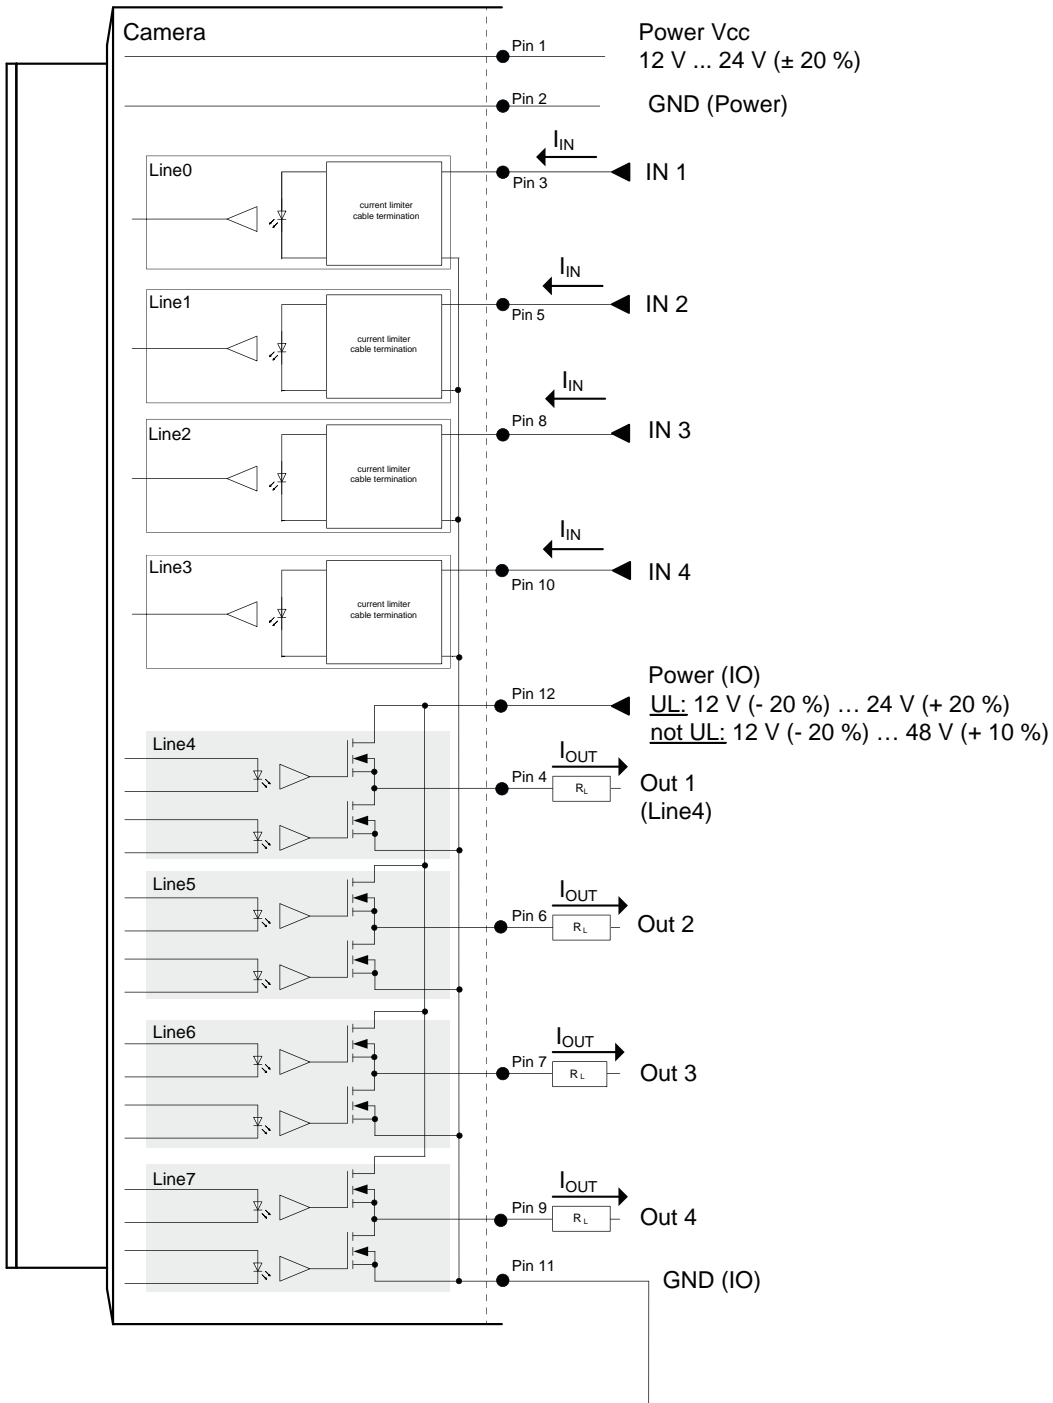 Camera
Pin 1
Power Vcc
12 V ... 24 V (± 20 %)
Pin 2
GND (Power)
Line0
current limiter
cable termination
Pin 3
IIN
IN 1
Line1
current limiter
cable termination
Pin 5
IIN
IN 2
Line2
current limiter
cable termination
Pin 8
IIN
IN 3
Line3
current limiter
cable termination
Pin 10
IIN
IN 4
Pin 12
Power (IO)
UL: 12 V (- 20 %) … 24 V (+ 20 %)
not UL: 12 V (- 20 %) … 48 V (+ 10 %)
Line4
Pin 4
IOUT
RL
Out 1
(Line4)
Line5
Pin 6
IOUT
RL
Out 2
Line6
Pin 7
IOUT
RL
Out 3
Line7
Pin 9
IOUT
RL
Out 4
Pin 11
GND (IO)